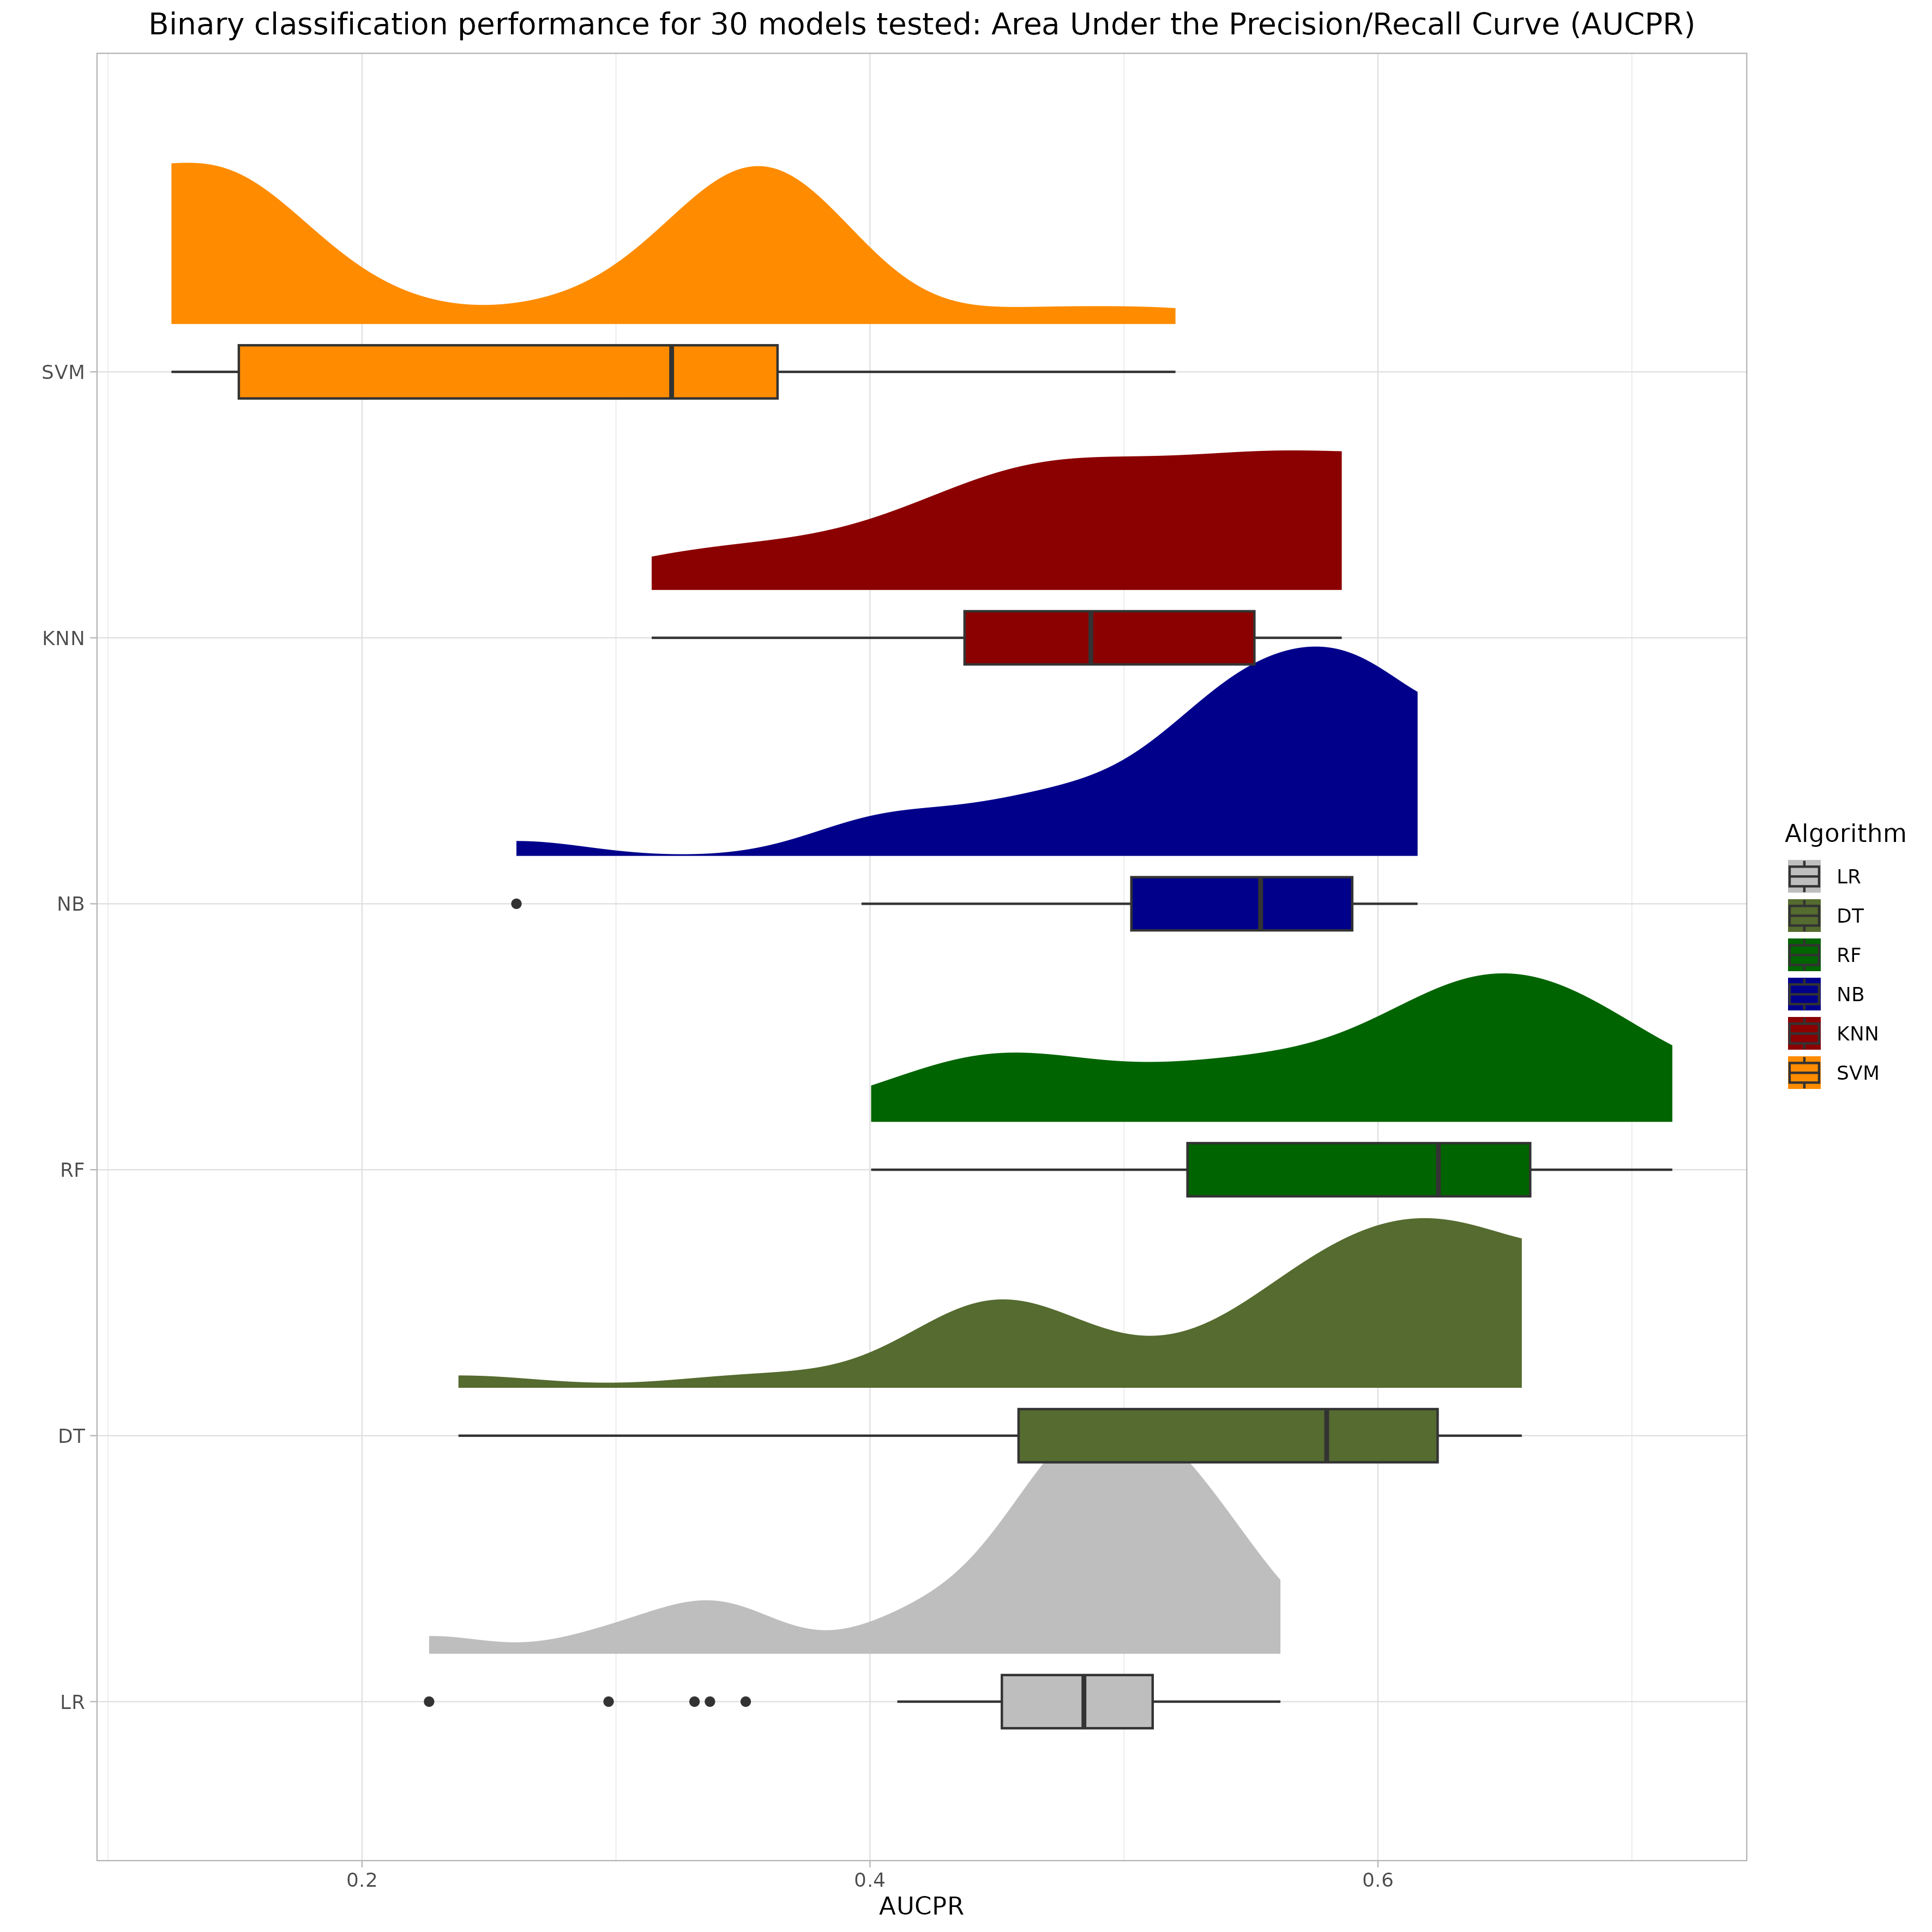 Binary classification performance for 30 models tested: Area Under the Precision/Recall Curve (AUCPR)
SVM
KNN
NB
RF
DT
LR
0.2
0.4
0.6
AUCPR
Algorithm
LR
DT
RF
NB
KNN
SVM